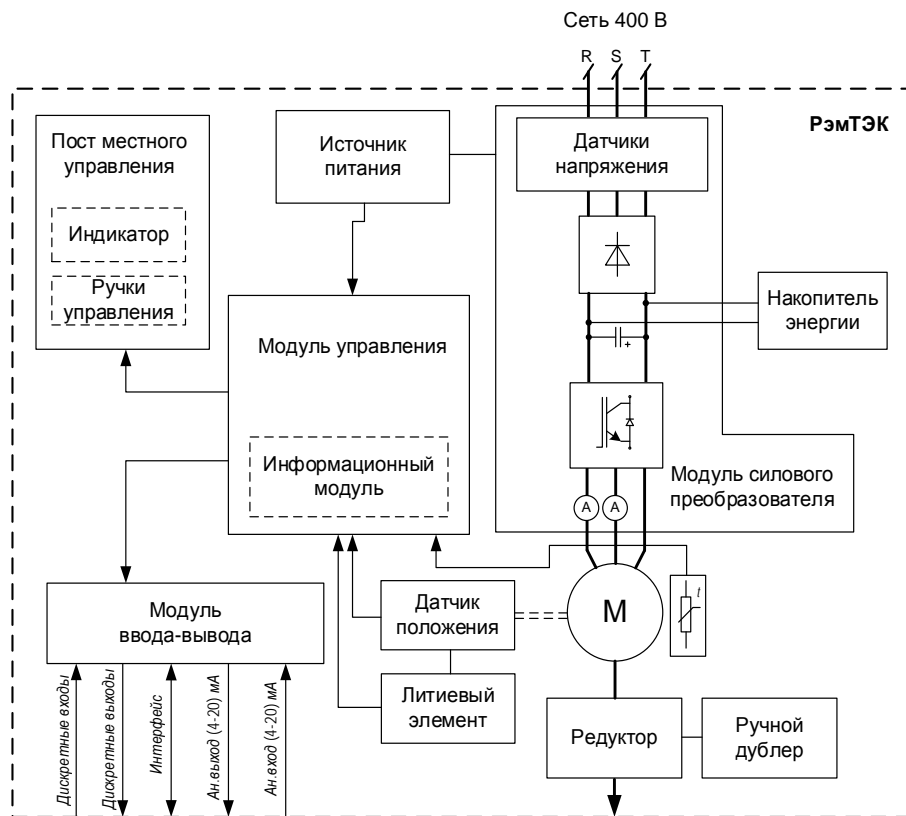 Сеть 400 В
R S T
РэмТЭК
Пост местного
управления
Индикатор
Ручки
управления
Источник
питания
Датчики
напряжения
Накопитель
энергии
+
Модуль управления
Информационный
модуль
Модуль силового
преобразователя
A A
Модуль
ввода-вывода
Датчик
положения
М
t
Литиевый
элемент
Редуктор
Ручной
дублер
Дискретные входы
Дискретные выходы
Интерфейс
Ан.выход (4-20) мА
Ан.вход (4-20) мА